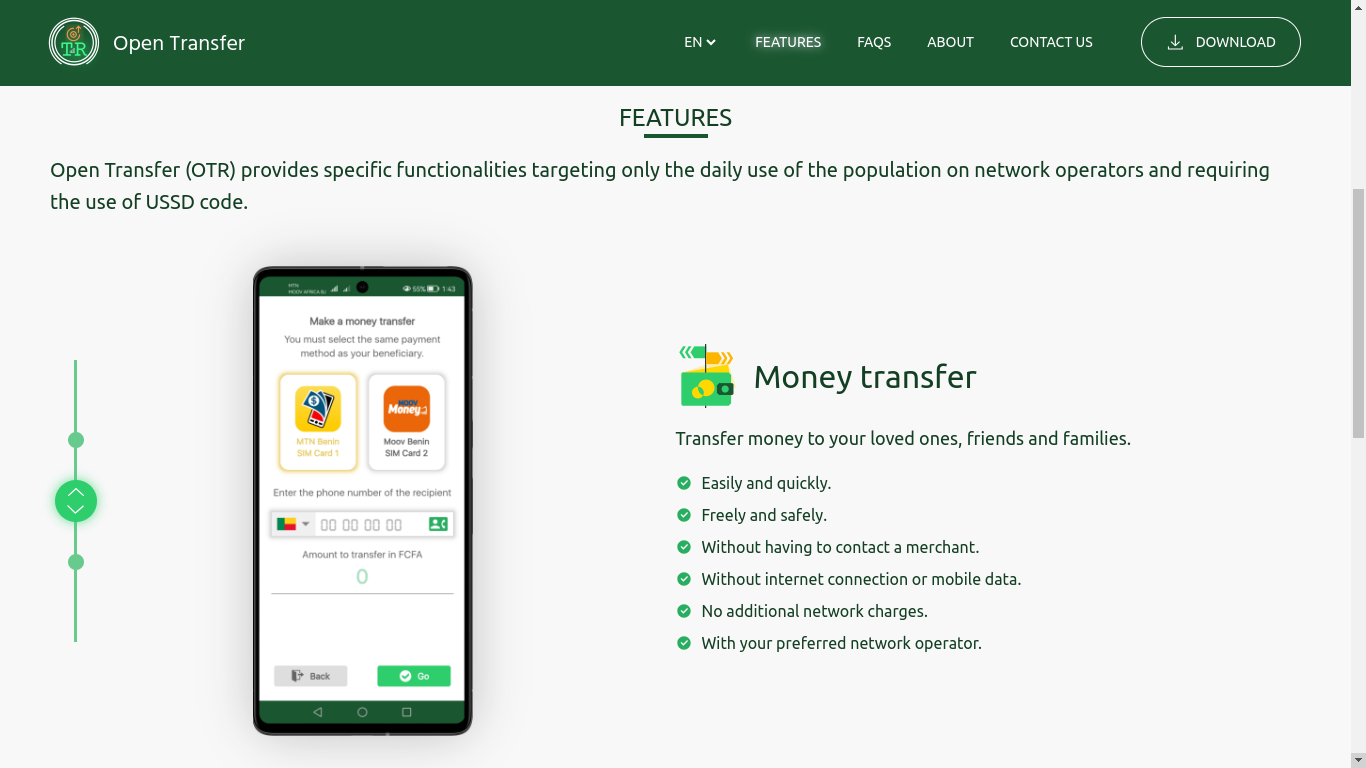 TR
Open Transfer
EN
FEATURES
FAQS
ABOUT
CONTACT US
DOWNLOAD
FEATURES
Open Transfer (OTR) provides specific functionalities targeting only the daily use of the population on network operators and requiring
the use of USSD code.
MTN
MOOV AFRICA BJ
55%
1:43
Make a money transfer
You must select the same payment
method as your beneficiary.
MOOV
Money
MTN Benin
SIM Card 1
Moov Benin
SIM Card 2
Enter the phone number of the recipient
00 00 00 00
Amount to transfer in FCFA
0
Back
Go
Money transfer
Transfer money to your loved ones, friends and families.
Easily and quickly.
Freely and safely.
Without having to contact a merchant.
Without internet connection or mobile data.
No additional network charges.
With your preferred network operator.